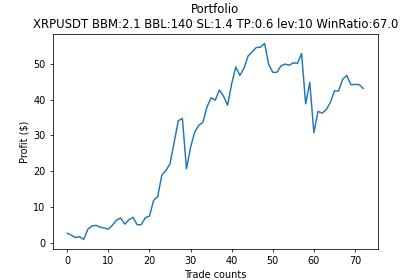 Portfolio
XRPUSDT BBM:2.1 BBL:140 SL:1.4 TP:0.6 lev:10 WinRatio:67.0
50
40
30
20
10
0
Profit ($)
0 10 20 30 40 50 60 70
Trade counts